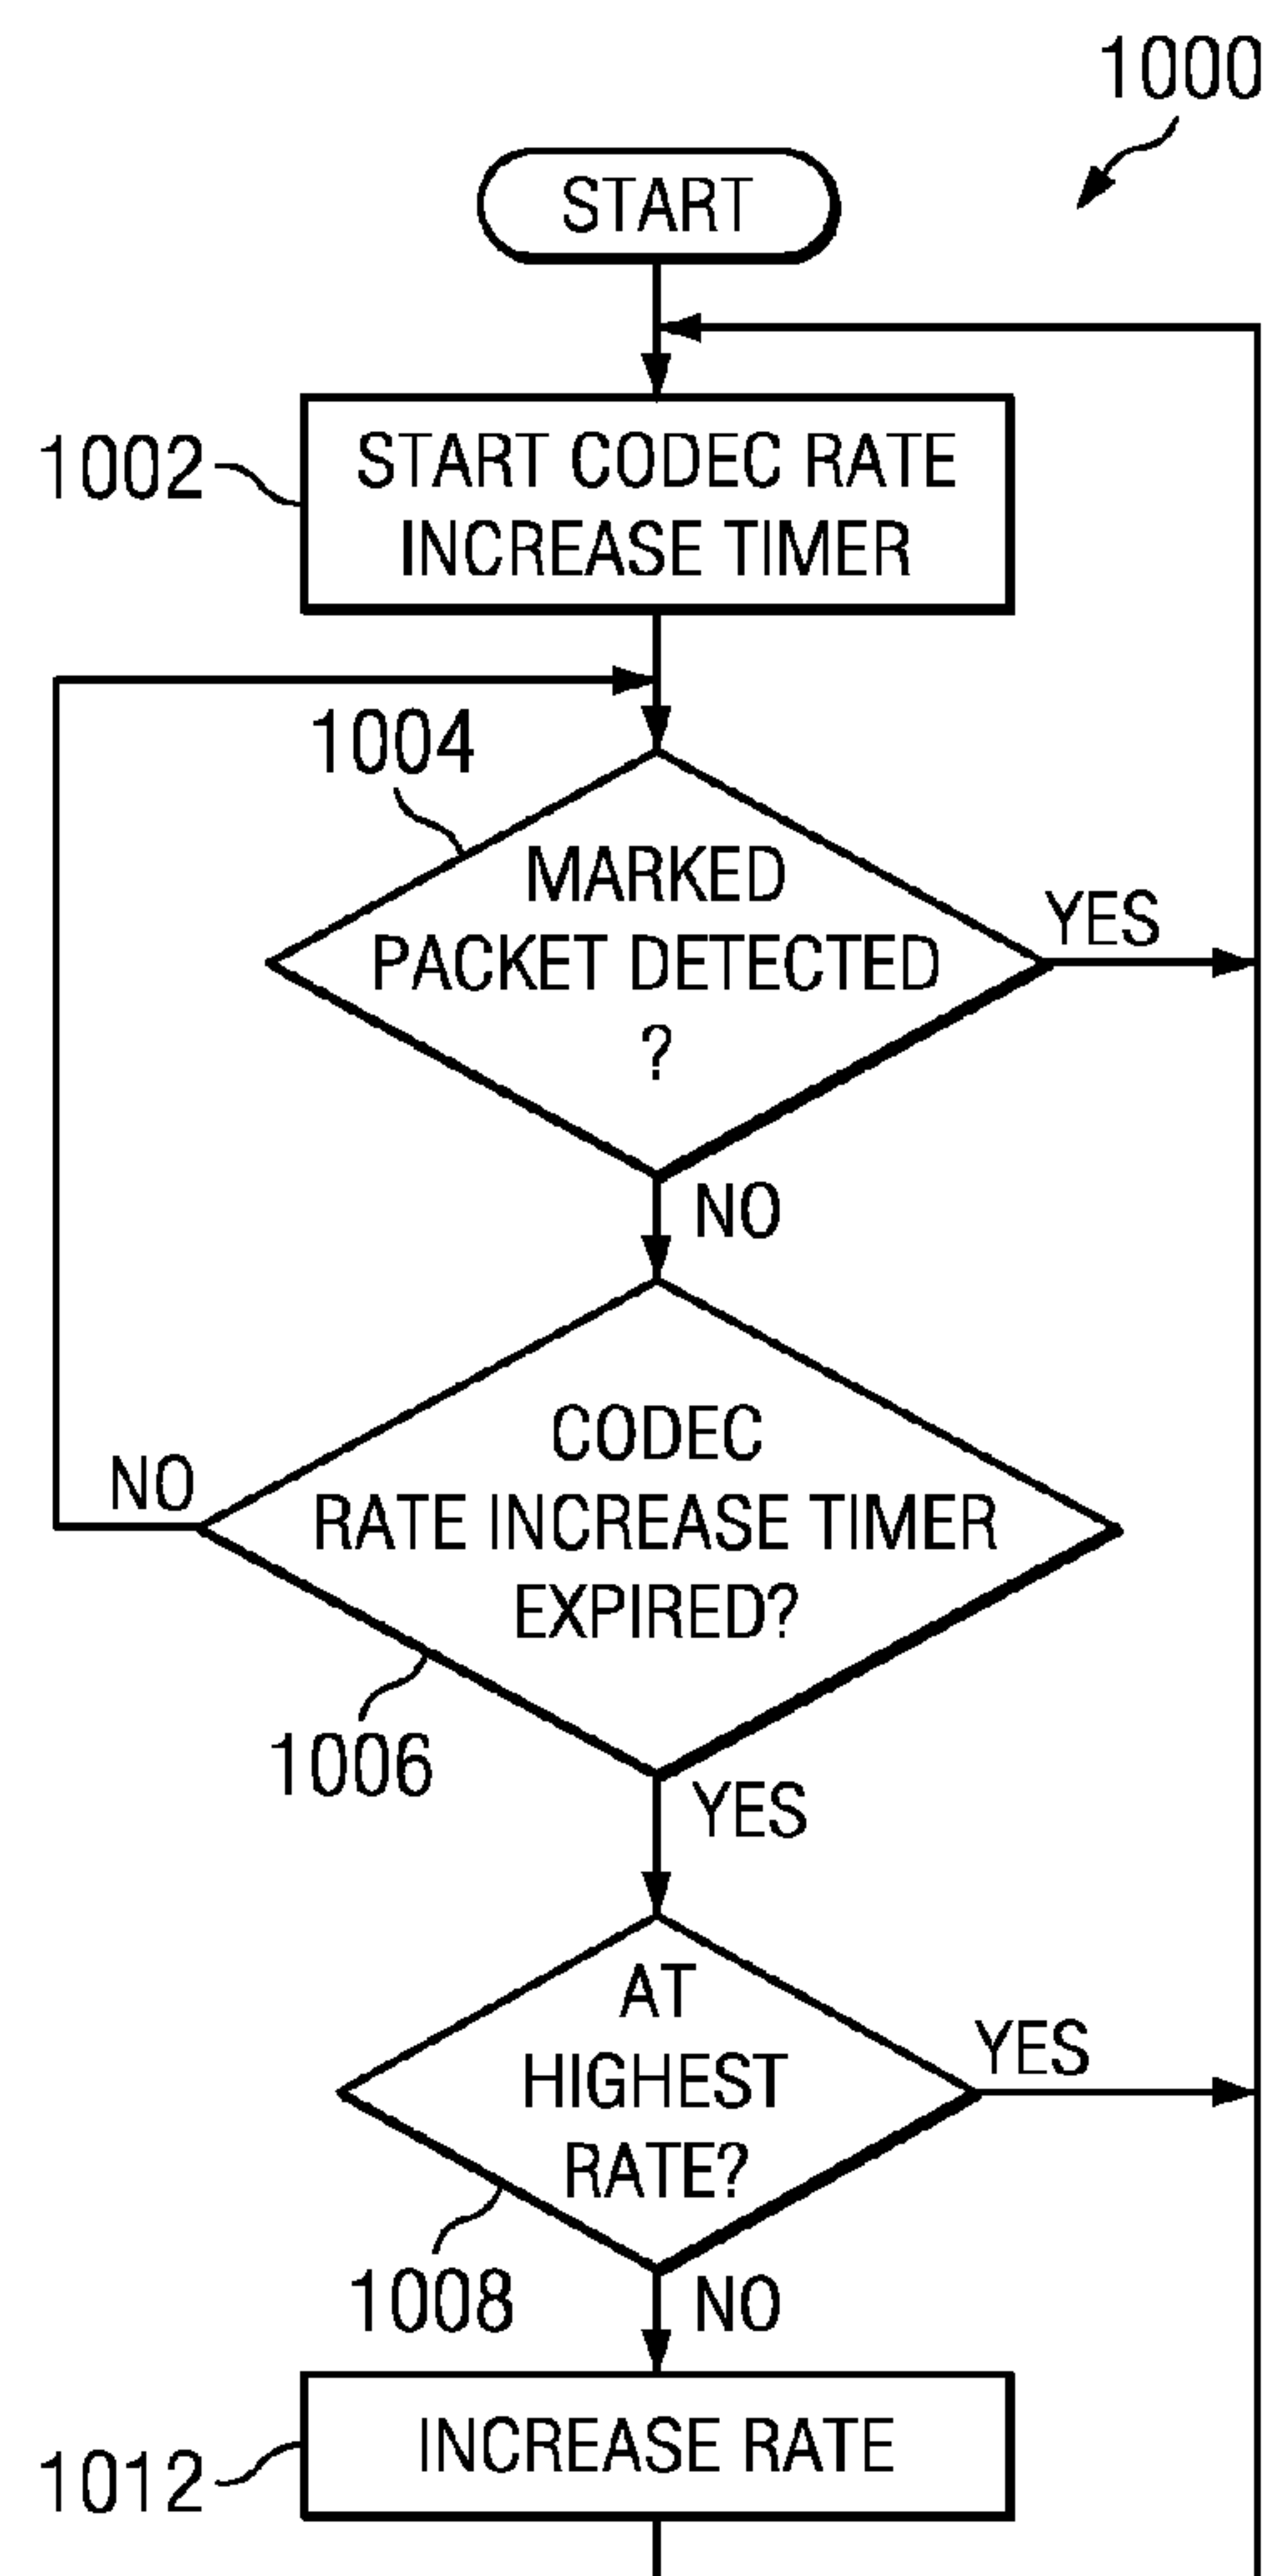 1000
START
1002
START CODEC RATE
INCREASE TIMER
1004
MARKED
PACKET DETECTED
?
YES
NO
CODEC
RATE INCREASE TIMER
EXPIRED?
NO
1006
YES
AT
HIGHEST
RATE?
YES
1008
NO
INCREASE RATE
1012